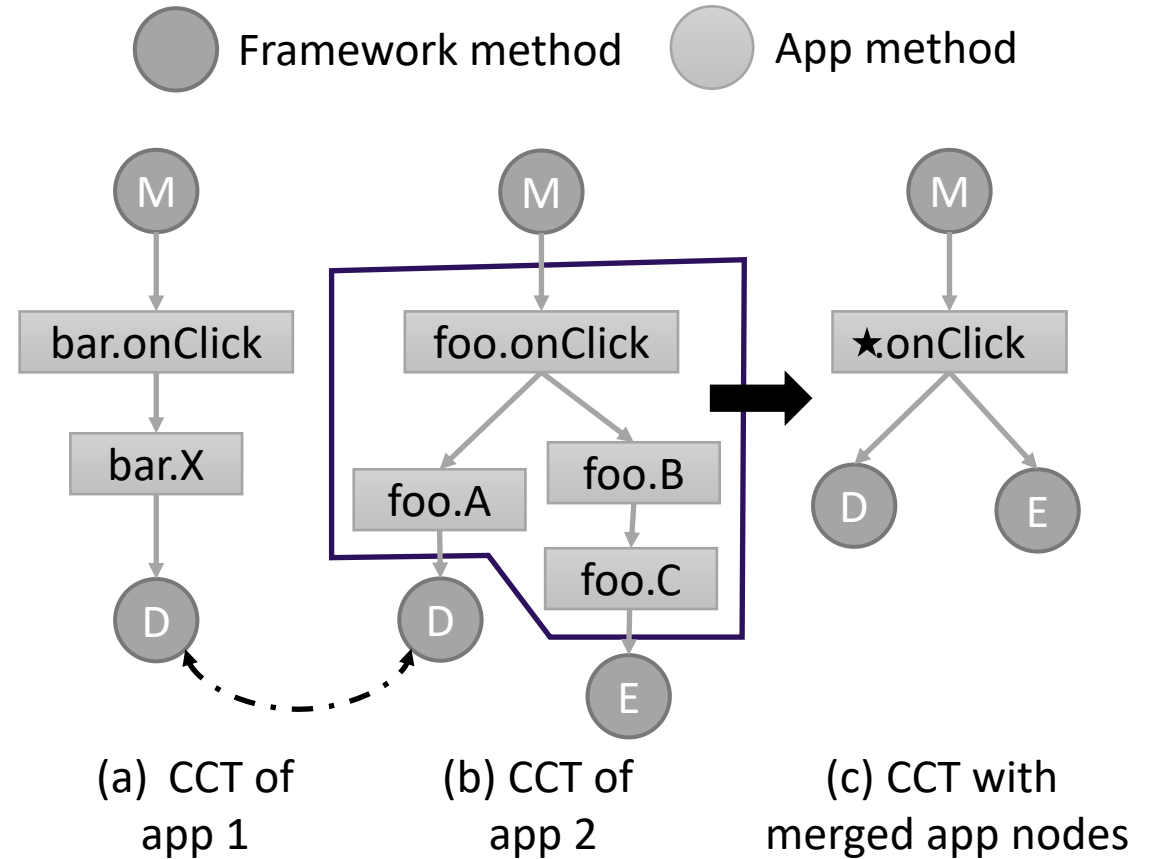 Framework method
App method
M
M
M
bar.onClick
foo.onClick
★.onClick
bar.X
foo.A
foo.B
D
E
foo.C
D
D
E
(a) CCT of
app 1
(b) CCT of
app 2
(c) CCT with
merged app nodes